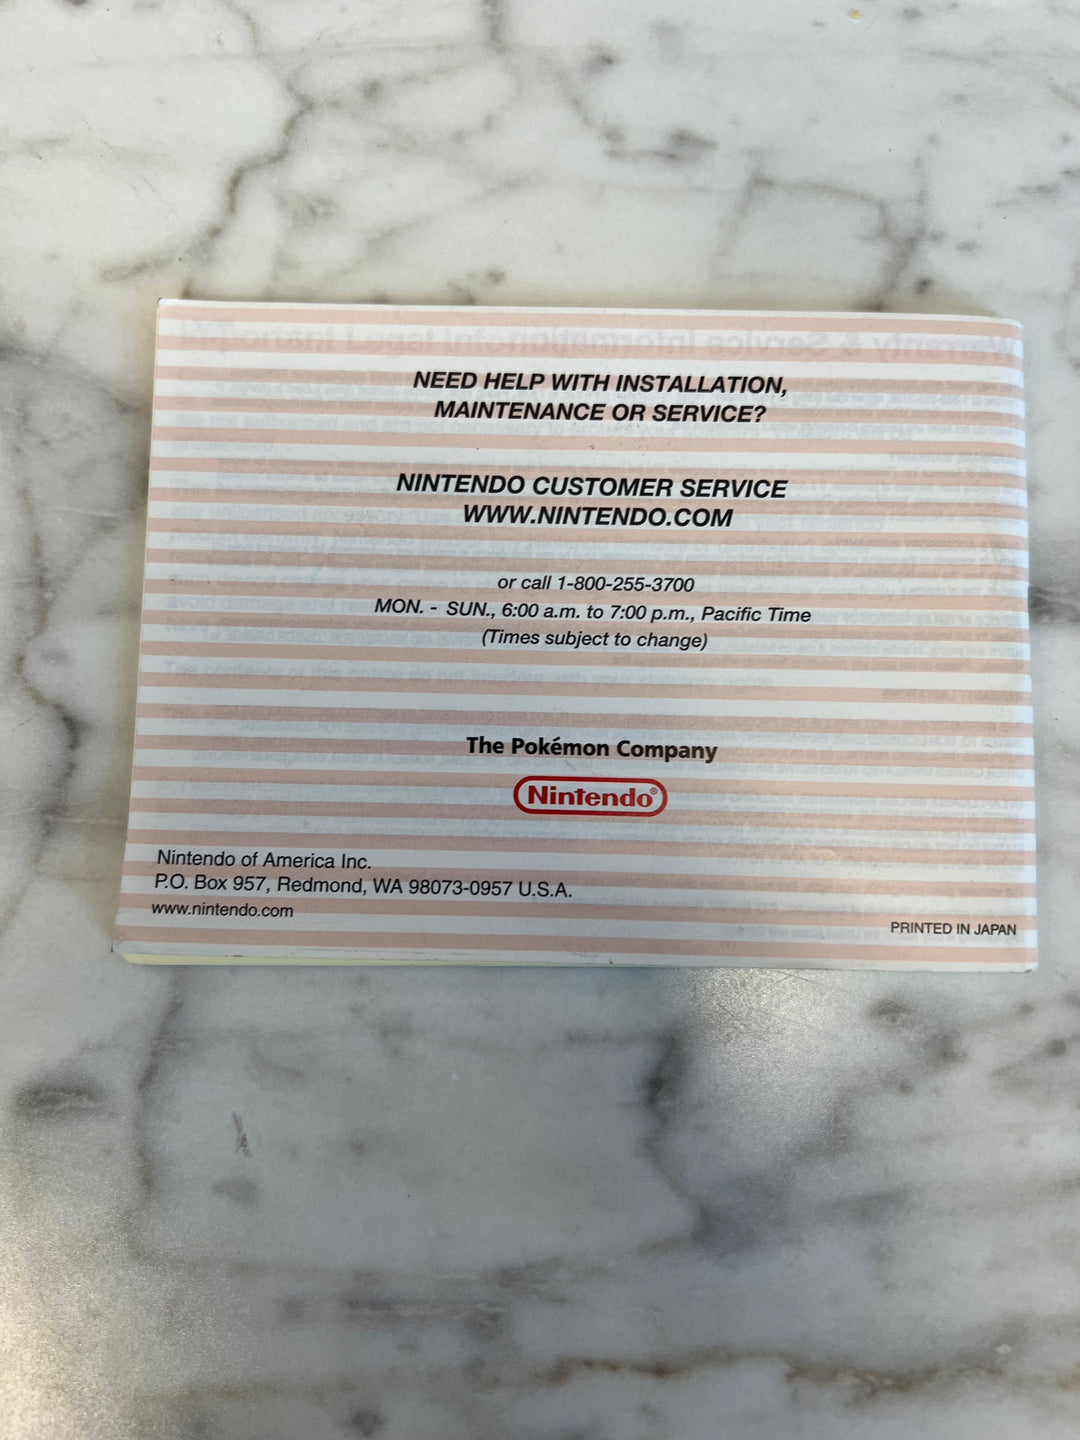 NEED HELP WITH INSTALLATION,
MAINTENANCE OR SERVICE?
NINTENDO CUSTOMER SERVICE
WWW.NINTENDO.COM
or call 1-800-255-3700
MON. - SUN., 6:00 a.m. to 7:00 p.m., Pacific Time
(Times subject to change)
The Pokémon Company
Nintendo®
Nintendo of America Inc.
P.O. Box 957, Redmond, WA 98073-0957 U.S.A.
www.nintendo.com
PRINTED IN JAPAN